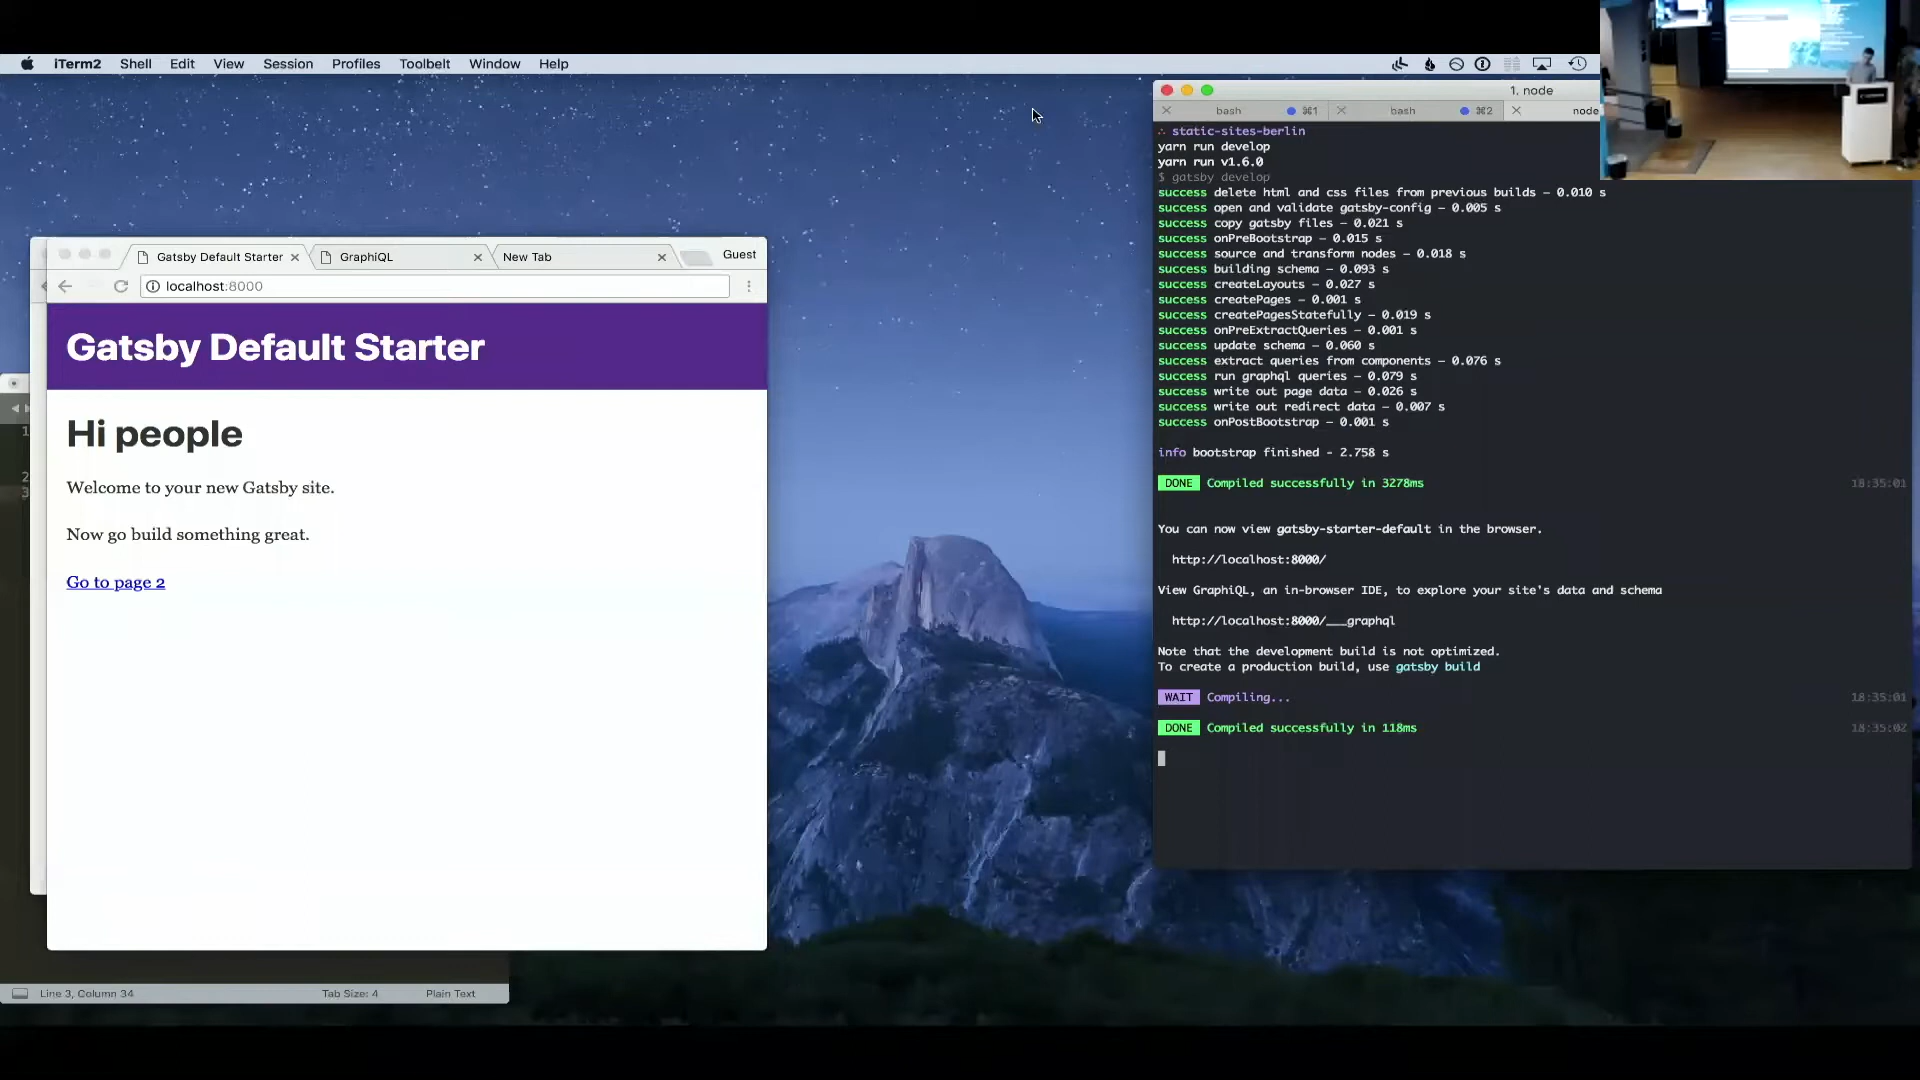 iTerm2 Shell Edit View Session Profiles Toolbelt Window Help
Gatsby Default Starter GraphiQL New Tab Guest
localhost:8000
Gatsby Default Starter
Hi people
Welcome to your new Gatsby site.
Now go build something great.
Go to page 2
1
2
3
Line 3, Column 34 Tab Size: 4 Plain Text
1. node
bash ⌘1 bash ⌘2 node
static-sites-berlin
yarn run develop
yarn run v1.6.0
$ gatsby develop
success delete html and css files from previous builds — 0.010 s
success open and validate gatsby-config — 0.005 s
success copy gatsby files — 0.021 s
success onPreBootstrap — 0.015 s
success source and transform nodes — 0.018 s
success building schema — 0.093 s
success createLayouts — 0.027 s
success createPages — 0.001 s
success createPagesStatefully — 0.019 s
success onPreExtractQueries — 0.001 s
success update schema — 0.060 s
success extract queries from components — 0.076 s
success run graphql queries — 0.079 s
success write out page data — 0.026 s
success write out redirect data — 0.007 s
success onPostBootstrap — 0.001 s
info bootstrap finished - 2.758 s
DONE Compiled successfully in 3278ms 18:35:01
You can now view gatsby-starter-default in the browser.
http://localhost:8000/
View GraphiQL, an in-browser IDE, to explore your site's data and schema
http://localhost:8000/___graphql
Note that the development build is not optimized.
To create a production build, use gatsby build
WAIT Compiling... 18:35:01
DONE Compiled successfully in 118ms 18:35:02